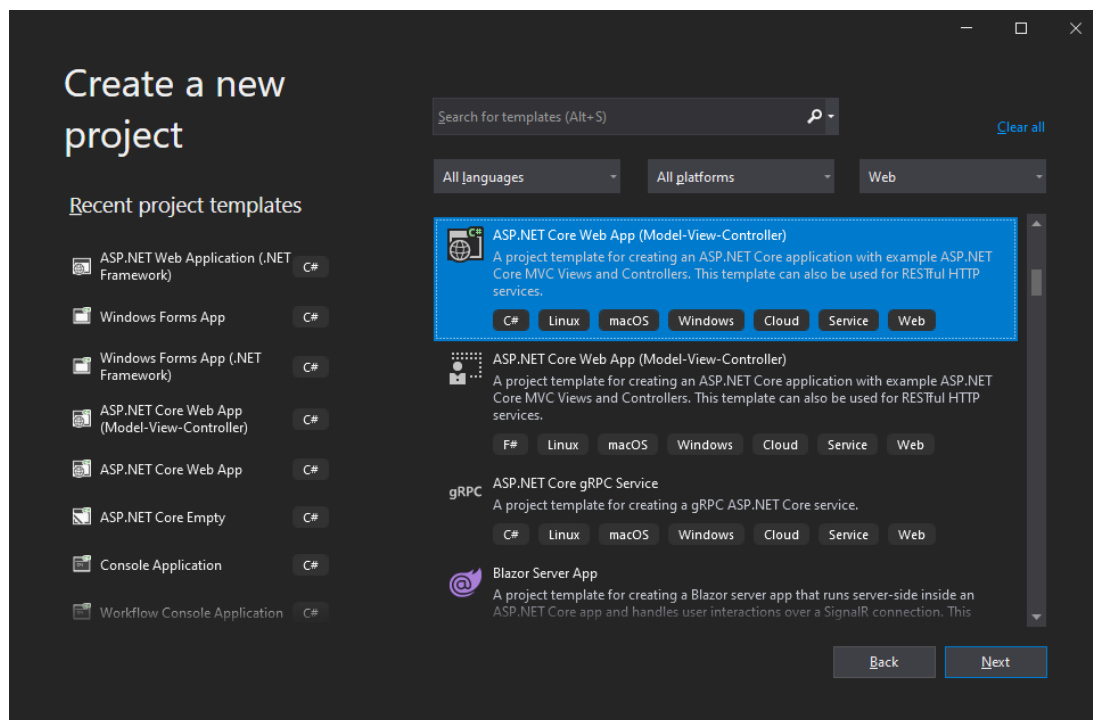 Create a new
project
Recent project templates
ASP.NET Web Application (.NET
Framework)
C#
Windows Forms App
C#
Windows Forms App (.NET
Framework)
C#
ASP.NET Core Web App
(Model-View-Controller)
C#
ASP.NET Core Web App
C#
ASP.NET Core Empty
C#
Console Application
C#
Workflow Console Application
C#
Search for templates (Alt+S)
Clear all
All languages
All platforms
Web
ASP.NET Core Web App (Model-View-Controller)
A project template for creating an ASP.NET Core application with example ASP.NET
Core MVC Views and Controllers. This template can also be used for RESTful HTTP
services.
C# Linux macOS Windows Cloud Service Web
ASP.NET Core Web App (Model-View-Controller)
A project template for creating an ASP.NET Core application with example ASP.NET
Core MVC Views and Controllers. This template can also be used for RESTful HTTP
services.
F# Linux macOS Windows Cloud Service Web
gRPC
ASP.NET Core gRPC Service
A project template for creating a gRPC ASP.NET Core service.
C# Linux macOS Windows Cloud Service Web
Blazor Server App
A project template for creating a Blazor server app that runs server-side inside an
ASP.NET Core app and handles user interactions over a SignalR connection. This
Back
Next